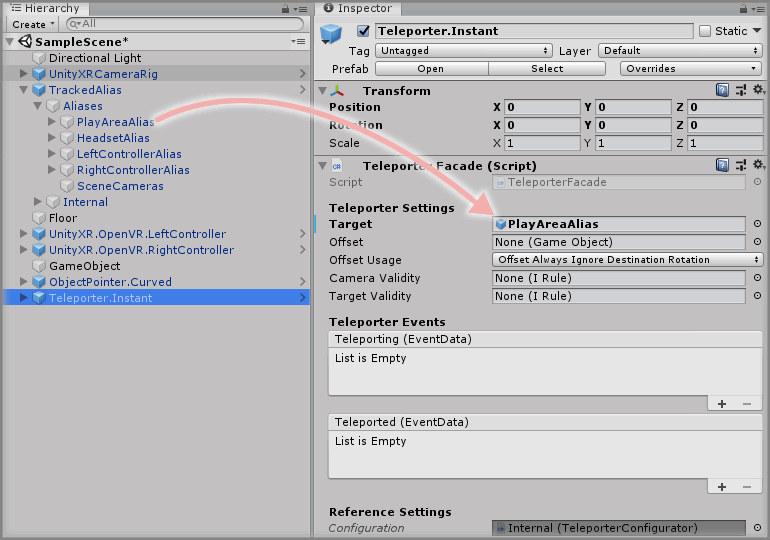 Hierarchy
Create
All
SampleScene*
Directional Light
UnityXRCameraRig
TrackedAlias
Aliases
PlayAreaAlias
HeadsetAlias
LeftControllerAlias
RightControllerAlias
SceneCameras
Internal
Floor
UnityXR.OpenVR.LeftController
UnityXR.OpenVR.RightController
GameObject
ObjectPointer.Curved
Teleporter.Instant
Inspector
Teleporter.Instant Static
Tag Untagged Layer Default
Prefab Open Select Overrides
Transform
Position X 0 Y 0 Z 0
Rotation X 0 Y 0 Z 0
Scale X 1 Y 1 Z 1
Teleporter Facade (Script)
Script TeleporterFacade
Teleporter Settings
Target PlayAreaAlias
Offset None (Game Object)
Offset Usage Offset Always Ignore Destination Rotation
Camera Validity None (I Rule)
Target Validity None (I Rule)
Teleporter Events
Teleporting (EventData)
List is Empty
+ −
Teleported (EventData)
List is Empty
+ −
Reference Settings
Configuration Internal (TeleporterConfigurator)